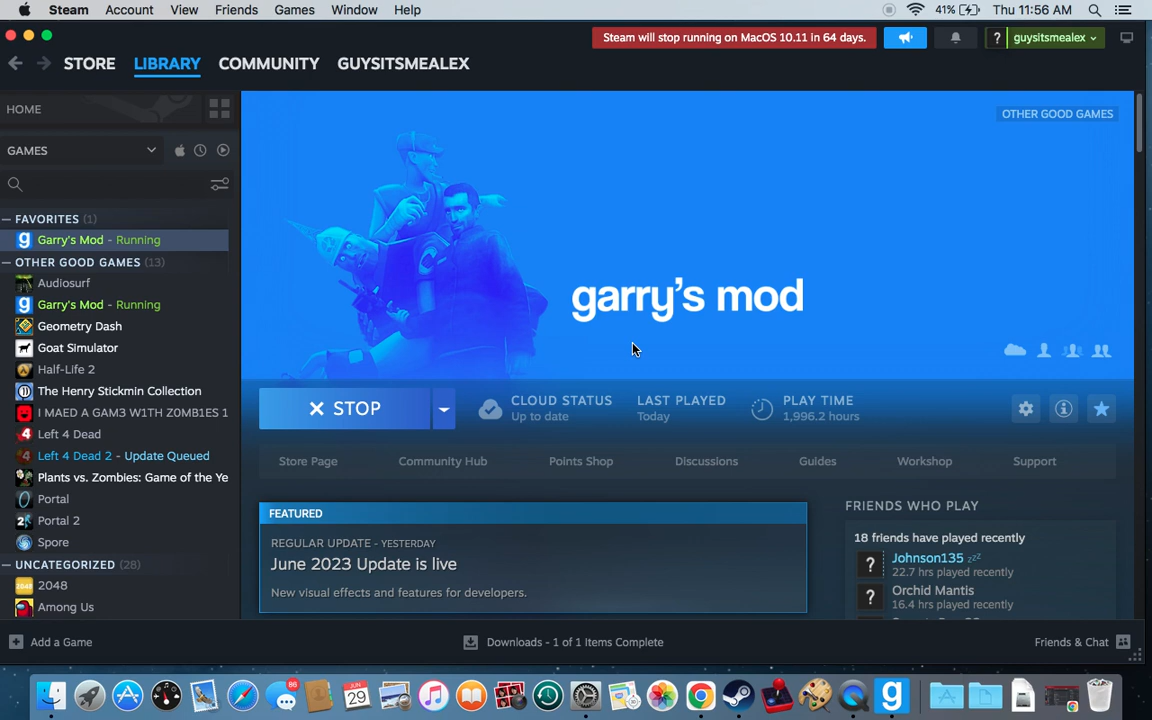 Steam Account View Friends Games Window Help 41% Thu 11:56 AM
Steam will stop running on MacOS 10.11 in 64 days. ? guysitsmealex
STORE LIBRARY COMMUNITY GUYSITSMEALEX
HOME
OTHER GOOD GAMES
GAMES
FAVORITES (1)
g Garry's Mod - Running
OTHER GOOD GAMES (13)
Audiosurf
g Garry's Mod - Running
Geometry Dash
Goat Simulator
Half-Life 2
The Henry Stickmin Collection
I MAED A GAM3 W1TH Z0MB1ES 1
Left 4 Dead
Left 4 Dead 2 - Update Queued
Plants vs. Zombies: Game of the Ye
Portal
Portal 2
Spore
UNCATEGORIZED (28)
2048
Among Us
garry's mod
STOP
CLOUD STATUS
Up to date
LAST PLAYED
Today
PLAY TIME
1,996.2 hours
Store Page Community Hub Points Shop Discussions Guides Workshop Support
FEATURED
REGULAR UPDATE - YESTERDAY
June 2023 Update is live
New visual effects and features for developers.
FRIENDS WHO PLAY
18 friends have played recently
? Johnson135 zzz
22.7 hrs played recently
? Orchid Mantis
16.4 hrs played recently
Add a Game
Downloads - 1 of 1 Items Complete
Friends & Chat
86
JUN
29
g